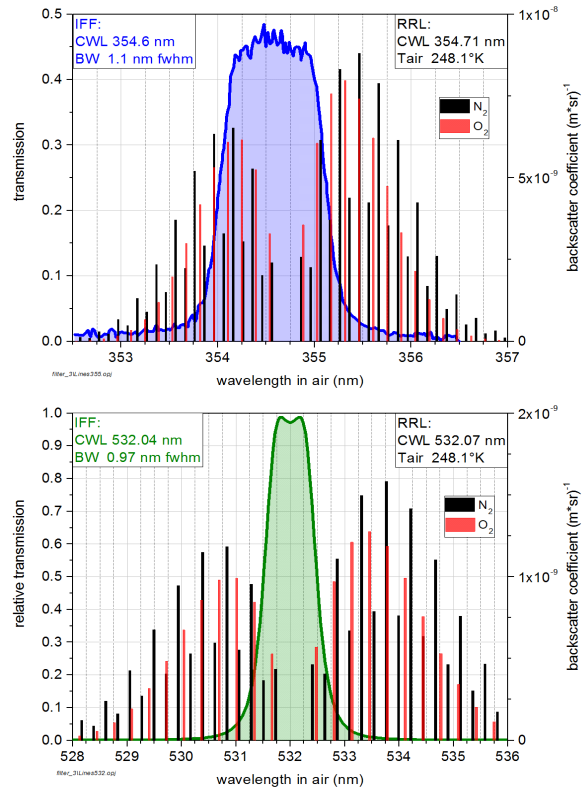 IFF:
CWL 354.6 nm
BW 1.1 nm fwhm
RRL:
CWL 354.71 nm
Tair 248.1°K
N2
O2
0.5
0.4
0.3
0.2
0.1
0.0
transmission
1x10^-8
5x10^-9
0
backscatter coefficient (m*sr)^-1
353
354
355
356
357
wavelength in air (nm)
filter_3\Lines355.opj
IFF:
CWL 532.04 nm
BW 0.97 nm fwhm
RRL:
CWL 532.07 nm
Tair 248.1°K
N2
O2
1.0
0.9
0.8
0.7
0.6
0.5
0.4
0.3
0.2
0.1
0.0
relative transmission
2x10^-9
1x10^-9
0
backscatter coefficient (m*sr)^-1
528
529
530
531
532
533
534
535
536
wavelength in air (nm)
filter_3\Lines532.opj